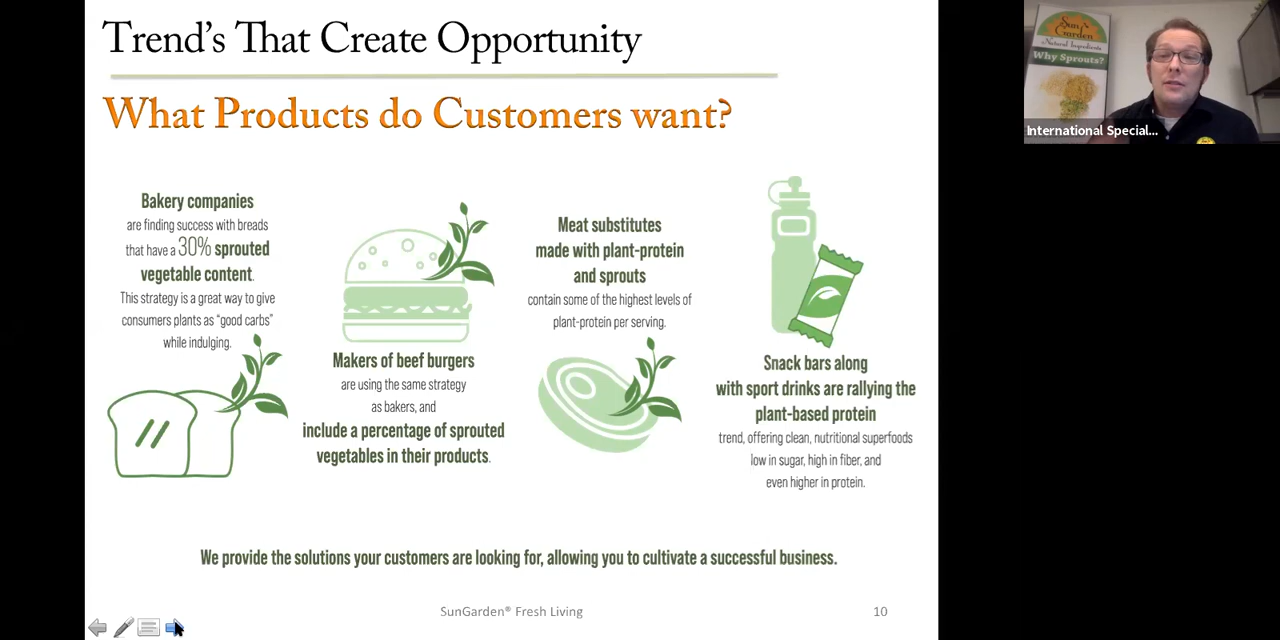 Trend's That Create Opportunity
What Products do Customers want?
Bakery companies
are finding success with breads
that have a 30% sprouted
vegetable content.
This strategy is a great way to give
consumers plants as “good carbs”
while indulging.
Makers of beef burgers
are using the same strategy
as bakers, and
include a percentage of sprouted
vegetables in their products.
Meat substitutes
made with plant-protein
and sprouts
contain some of the highest levels of
plant-protein per serving.
Snack bars along
with sport drinks are rallying the
plant-based protein
trend, offering clean, nutritional superfoods
low in sugar, high in fiber, and
even higher in protein.
We provide the solutions your customers are looking for, allowing you to cultivate a successful business.
SunGarden® Fresh Living
10
Sun
Garden
Natural Ingredients
Why Sprouts?
International Special...